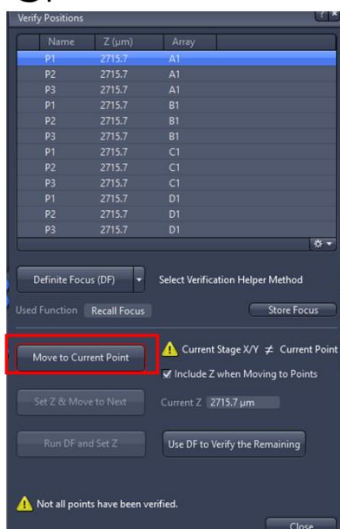 Verify Positions ?
Name Z (µm) Array
P1 2715.7 A1
P2 2715.7 A1
P3 2715.7 A1
P1 2715.7 B1
P2 2715.7 B1
P3 2715.7 B1
P1 2715.7 C1
P2 2715.7 C1
P3 2715.7 C1
P1 2715.7 D1
P2 2715.7 D1
P3 2715.7 D1
Definite Focus (DF) Select Verification Helper Method
Used Function Recall Focus Store Focus
Move to Current Point Current Stage X/Y ≠ Current Point
Include Z when Moving to Points
Set Z & Move to Next Current Z 2715.7 µm
Run DF and Set Z Use DF to Verify the Remaining
Not all points have been verified.
Close